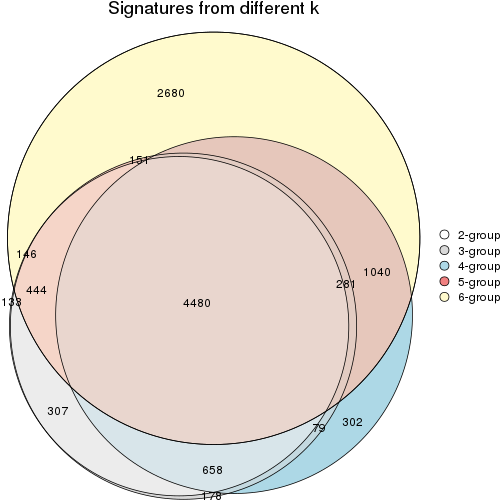 Signatures from different k
2680
151
146
1040
281
444
133
4480
307
79
302
658
178
2-group
3-group
4-group
5-group
6-group